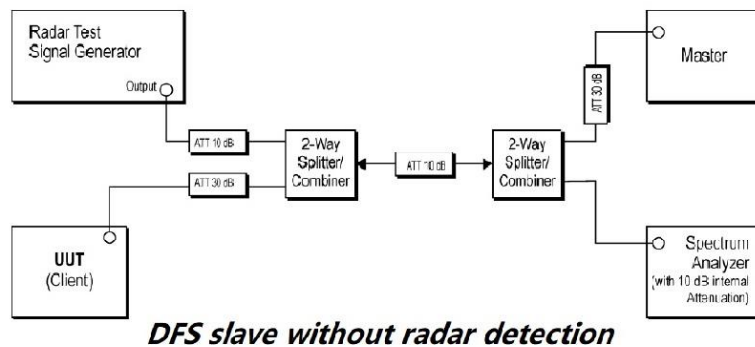 Radar Test
Signal Generator
Output
ATT 10 dB
ATT 30 dB
UUT
(Client)
2-Way
Splitter/
Combiner
ATT 10 dB
2-Way
Splitter/
Combiner
ATT 30 dB
Master
Spectrum
Analyzer
(with 10 dB internal
Attenuation)
DFS slave without radar detection